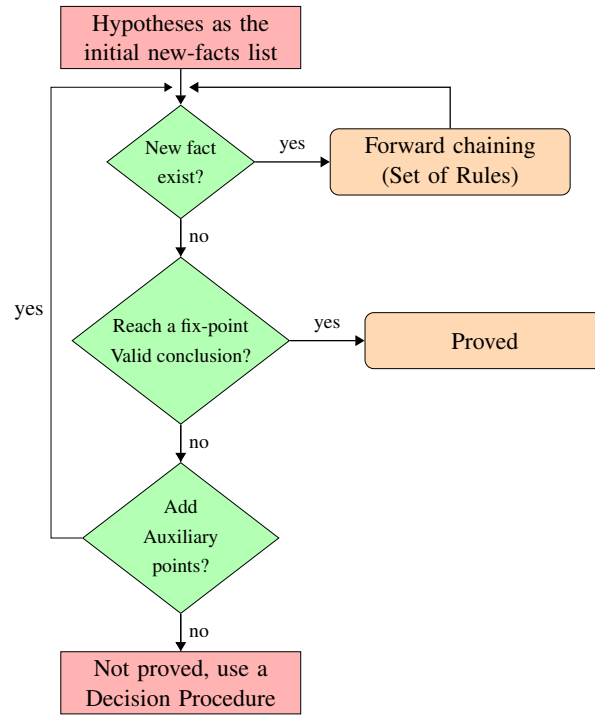 Hypotheses as the
initial new-facts list
New fact
exist?
yes
Forward chaining
(Set of Rules)
no
yes
Reach a fix-point
Valid conclusion?
yes
Proved
no
Add
Auxiliary
points?
no
Not proved, use a
Decision Procedure